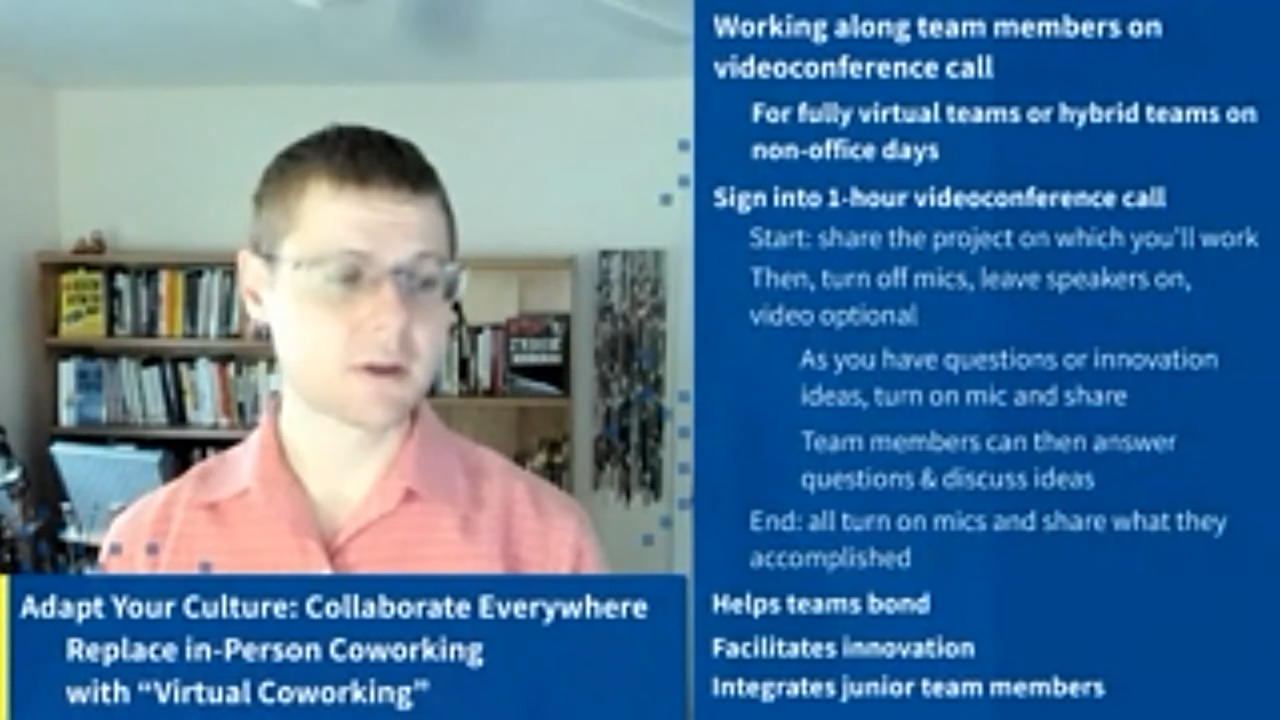 Working along team members on
videoconference call
For fully virtual teams or hybrid teams on
non-office days
Sign into 1-hour videoconference call
Start: share the project on which you'll work
Then, turn off mics, leave speakers on,
video optional
As you have questions or innovation
ideas, turn on mic and share
Team members can then answer
questions & discuss ideas
End: all turn on mics and share what they
accomplished
Helps teams bond
Facilitates innovation
Integrates junior team members
Adapt Your Culture: Collaborate Everywhere
Replace in-Person Coworking
with “Virtual Coworking”